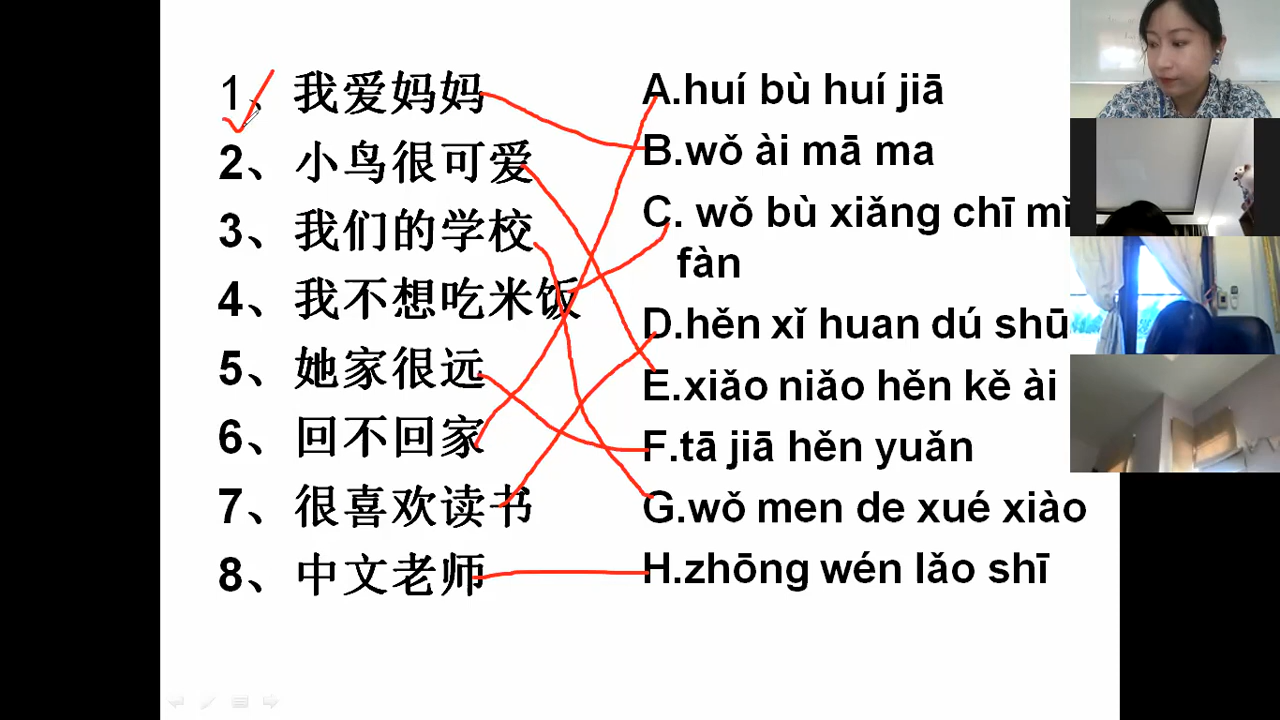 1、我爱妈妈
2、小鸟很可爱
3、我们的学校
4、我不想吃米饭
5、她家很远
6、回不回家
7、很喜欢读书
8、中文老师
A.huí bù huí jiā
B.wǒ ài mā ma
C. wǒ bù xiǎng chī mǐ
fàn
D.hěn xǐ huan dú shū
E.xiǎo niǎo hěn kě ài
F.tā jiā hěn yuǎn
G.wǒ men de xué xiào
H.zhōng wén lǎo shī